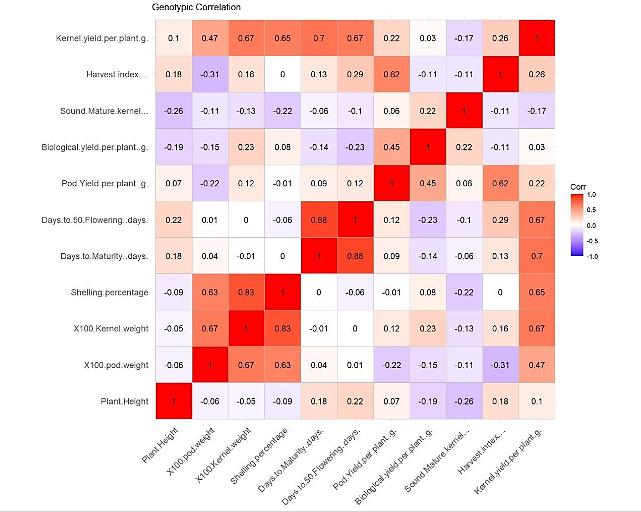 Genotypic Correlation
Kernel.yield.per.plant.g. 0.1 0.47 0.67 0.65 0.7 0.67 0.22 0.03 -0.17 0.26 1
Harvest.index.... 0.18 -0.31 0.16 0 0.13 0.29 0.62 -0.11 -0.11 1 0.26
Sound.Mature.kernel... -0.26 -0.11 -0.13 -0.22 -0.06 -0.1 0.06 0.22 1 -0.11 -0.17
Biological.yield.per.plant..g. -0.19 -0.15 0.23 0.08 -0.14 -0.23 0.45 1 0.22 -0.11 0.03
Pod.Yield.per.plant..g. 0.07 -0.22 0.12 -0.01 0.09 0.12 1 0.45 0.06 0.62 0.22
Days.to.50.Flowering..days. 0.22 0.01 0 -0.06 0.88 1 0.12 -0.23 -0.1 0.29 0.67
Days.to.Maturity..days. 0.18 0.04 -0.01 0 1 0.88 0.09 -0.14 -0.06 0.13 0.7
Shelling.percentage -0.09 0.63 0.83 1 0 -0.06 -0.01 0.08 -0.22 0 0.65
X100.Kernel.weight -0.05 0.67 1 0.83 -0.01 0 0.12 0.23 -0.13 0.16 0.67
X100.pod.weight -0.06 1 0.67 0.63 0.04 0.01 -0.22 -0.15 -0.11 -0.31 0.47
Plant.Height 1 -0.06 -0.05 -0.09 0.18 0.22 0.07 -0.19 -0.26 0.18 0.1
Plant.Height
X100.pod.weight
X100.Kernel.weight
Shelling.percentage
Days.to.Maturity..days.
Days.to.50.Flowering..days.
Pod.Yield.per.plant..g.
Biological.yield.per.plant..g.
Sound.Mature.kernel...
Harvest.index....
Kernel.yield.per.plant.g.
Corr
1.0
0.5
0.0
-0.5
-1.0